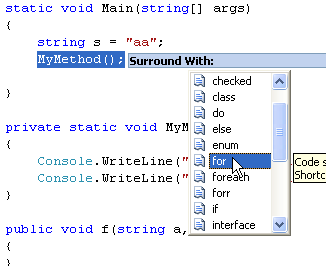 static void Main(string[] args)
{
string s = "aa";
MyMethod(); Surround With:
checked
class
do
else
enum
for
foreach
forr
if
interface
}
private static void MyM
{
Console.WriteLine("
Console.WriteLine("
}
Code s
Shortc
public void f(string a,
{
}